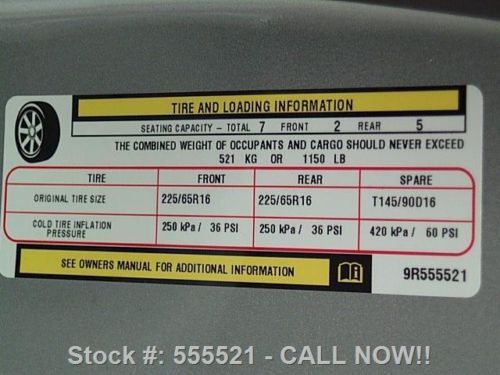 TIRE AND LOADING INFORMATION
SEATING CAPACITY - TOTAL 7 FRONT 2 REAR 5
THE COMBINED WEIGHT OF OCCUPANTS AND CARGO SHOULD NEVER EXCEED
521 KG OR 1150 LB
TIRE FRONT REAR SPARE
ORIGINAL TIRE SIZE 225/65R16 225/65R16 T145/90D16
COLD TIRE INFLATION PRESSURE 250 kPa / 36 PSI 250 kPa / 36 PSI 420 kPa / 60 PSI
SEE OWNERS MANUAL FOR ADDITIONAL INFORMATION 9R555521
Stock #: 555521 - CALL NOW!!